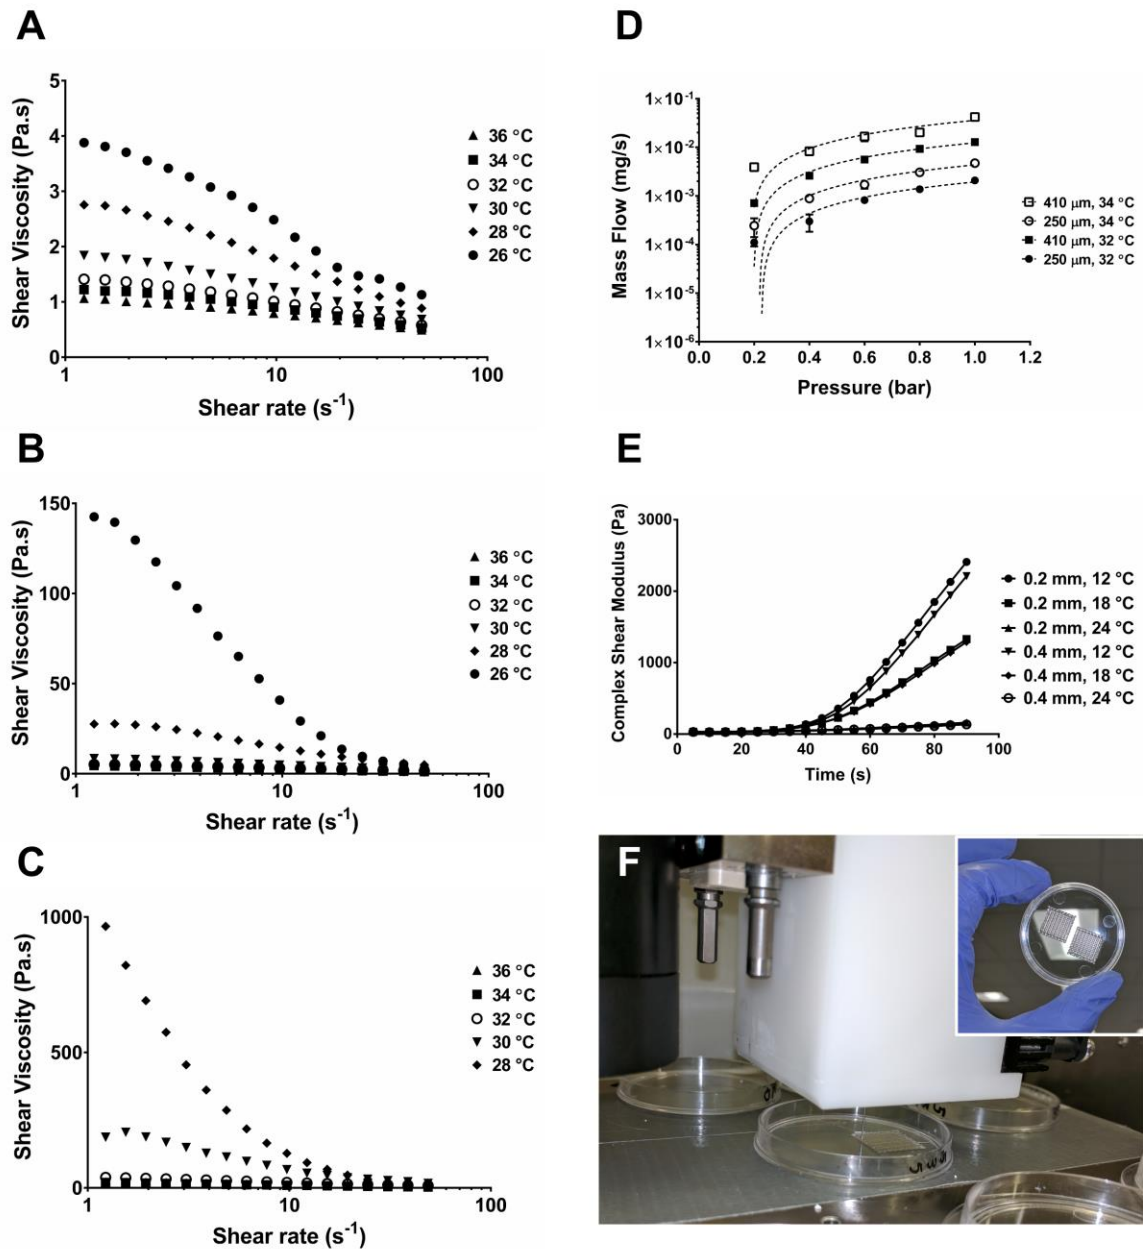 A
5
4
3
2
1
0
Shear Viscosity (Pa.s)
1
10
100
Shear rate (s⁻¹)
36 °C
34 °C
32 °C
30 °C
28 °C
26 °C
B
150
100
50
0
Shear Viscosity (Pa.s)
1
10
100
Shear rate (s⁻¹)
36 °C
34 °C
32 °C
30 °C
28 °C
26 °C
C
1000
500
0
Shear Viscosity (Pa.s)
1
10
100
Shear rate (s⁻¹)
36 °C
34 °C
32 °C
30 °C
28 °C
D
1×10⁻¹
1×10⁻²
1×10⁻³
1×10⁻⁴
1×10⁻⁵
1×10⁻⁶
Mass Flow (mg/s)
0.0 0.2 0.4 0.6 0.8 1.0 1.2
Pressure (bar)
410 μm, 34 °C
250 μm, 34 °C
410 μm, 32 °C
250 μm, 32 °C
E
3000
2000
1000
0
Complex Shear Modulus (Pa)
0 20 40 60 80 100
Time (s)
0.2 mm, 12 °C
0.2 mm, 18 °C
0.2 mm, 24 °C
0.4 mm, 12 °C
0.4 mm, 18 °C
0.4 mm, 24 °C
F